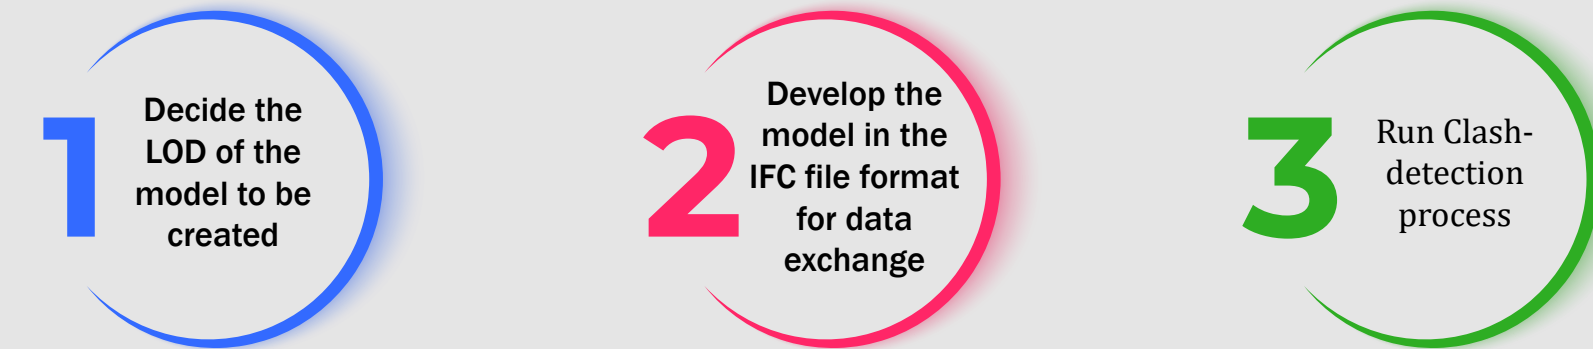 1
Decide the
LOD of the
model to be
created
2
Develop the
model in the
IFC file format
for data
exchange
3
Run Clash-
detection
process